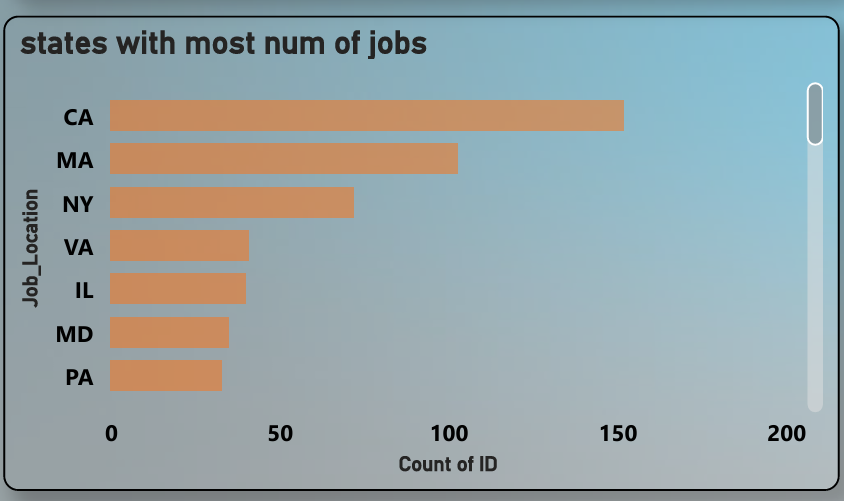 states with most num of jobs
CA
MA
NY
VA
IL
MD
PA
Job_Location
0 50 100 150 200
Count of ID